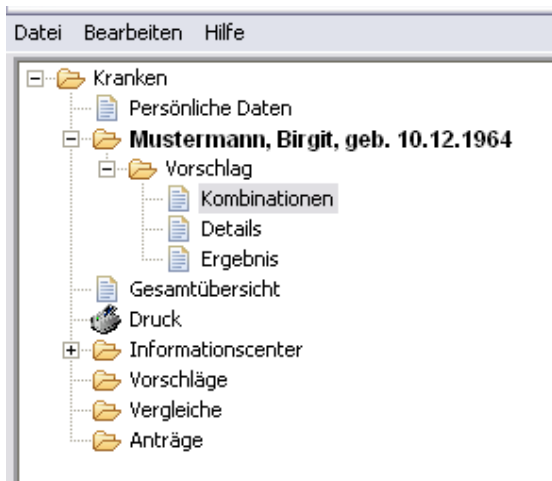 Datei Bearbeiten Hilfe
Kranken
Persönliche Daten
Mustermann, Birgit, geb. 10.12.1964
Vorschlag
Kombinationen
Details
Ergebnis
Gesamtübersicht
Druck
Informationscenter
Vorschläge
Vergleiche
Anträge